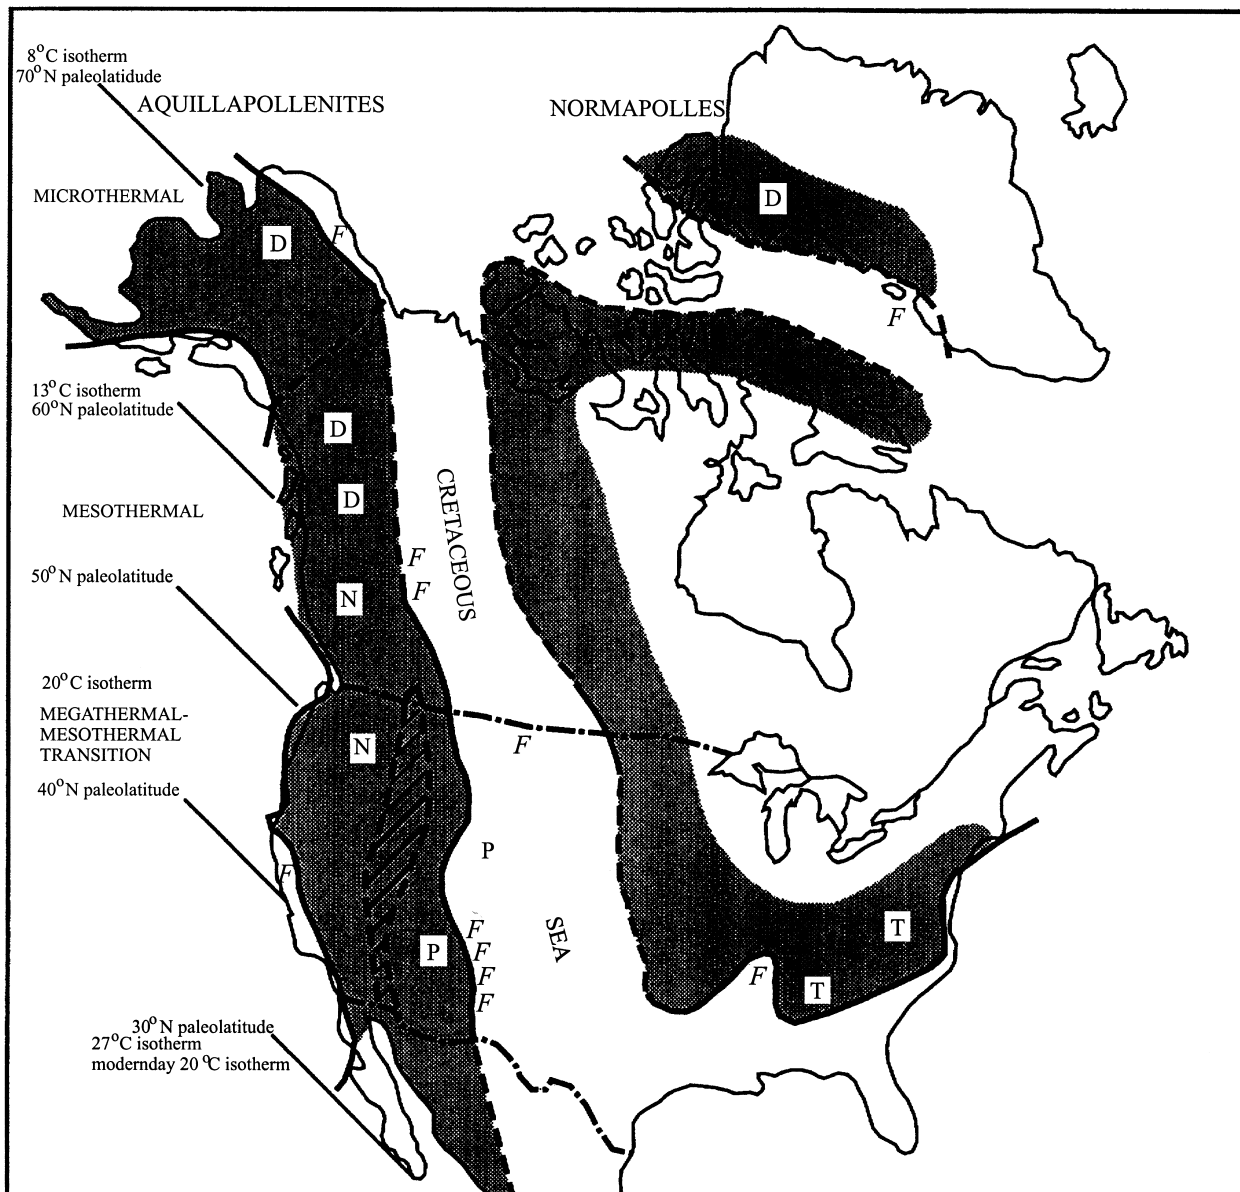 8°C isotherm
70°N paleolatidude
AQUILLAPOLLENITES
NORMAPOLLES
MICROTHERMAL
D
D
F
F
13°C isotherm
60°N paleolatitude
D
D
CRETACEOUS
MESOTHERMAL
F
F
50°N paleolatitude
N
20°C isotherm
MEGATHERMAL-
MESOTHERMAL
TRANSITION
N
F
40°N paleolatitude
P
F
SEA
F
F
F
F
P
T
F
T
30°N paleolatitude
27°C isotherm
modernday 20°C isotherm